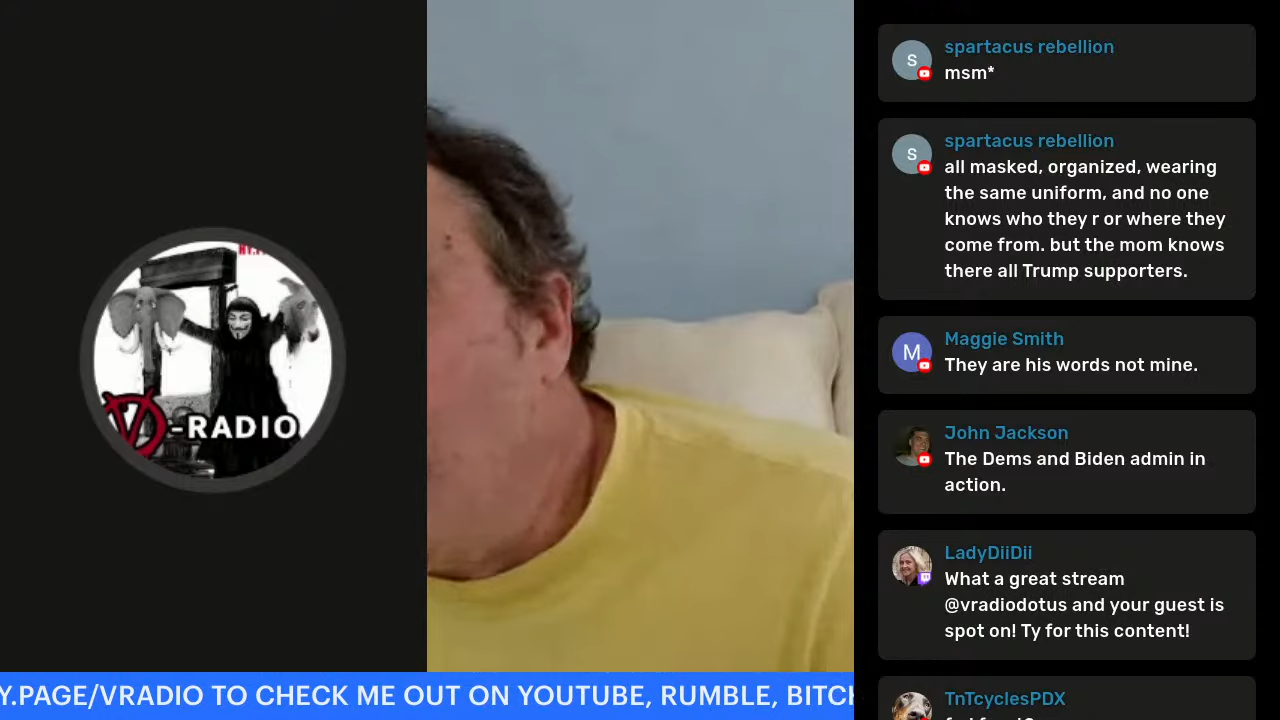 -RADIO
Y.PAGE/VRADIO TO CHECK ME OUT ON YOUTUBE, RUMBLE, BITCH
S
spartacus rebellion
msm*
S
spartacus rebellion
all masked, organized, wearing
the same uniform, and no one
knows who they r or where they
come from. but the mom knows
there all Trump supporters.
M
Maggie Smith
They are his words not mine.
John Jackson
The Dems and Biden admin in
action.
LadyDiiDii
What a great stream
@vradiodotus and your guest is
spot on! Ty for this content!
TnTcyclesPDX